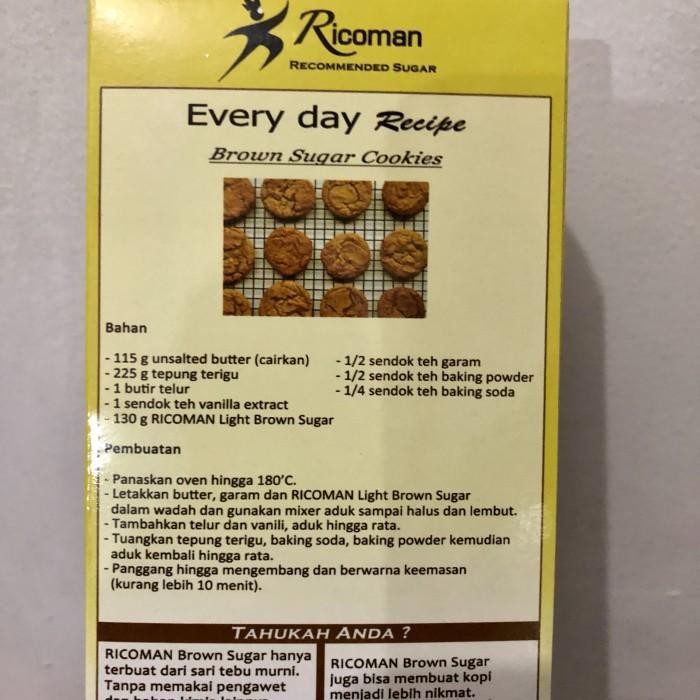 Ricoman
RECOMMENDED SUGAR
Every day Recipe
Brown Sugar Cookies
Bahan
- 115 g unsalted butter (cairkan)
- 225 g tepung terigu
- 1 butir telur
- 1 sendok teh vanilla extract
- 130 g RICOMAN Light Brown Sugar
- 1/2 sendok teh garam
- 1/2 sendok teh baking powder
- 1/4 sendok teh baking soda
Pembuatan
- Panaskan oven hingga 180'C.
- Letakkan butter, garam dan RICOMAN Light Brown Sugar
dalam wadah dan gunakan mixer aduk sampai halus dan lembut.
- Tambahkan telur dan vanili, aduk hingga rata.
- Tuangkan tepung terigu, baking soda, baking powder kemudian
aduk kembali hingga rata.
- Panggang hingga mengembang dan berwarna keemasan
(kurang lebih 10 menit).
TAHUKAH ANDA ?
RICOMAN Brown Sugar hanya
terbuat dari sari tebu murni.
Tanpa memakai pengawet
RICOMAN Brown Sugar
juga bisa membuat kopi
menjadi lebih nikmat.